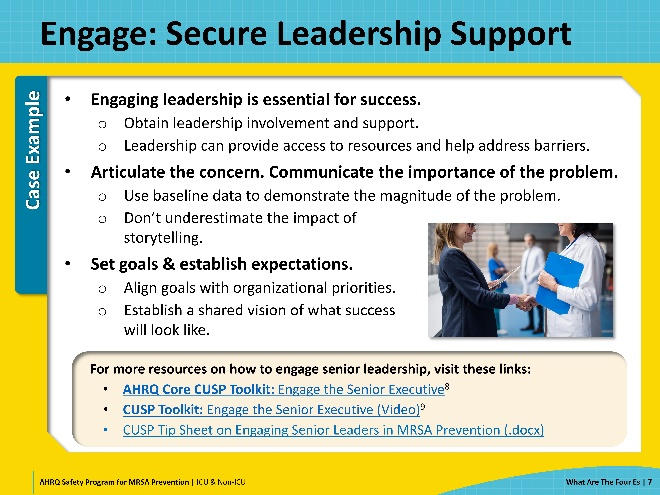 Engage: Secure Leadership Support
Case Example
• Engaging leadership is essential for success.
o Obtain leadership involvement and support.
o Leadership can provide access to resources and help address barriers.
• Articulate the concern. Communicate the importance of the problem.
o Use baseline data to demonstrate the magnitude of the problem.
o Don’t underestimate the impact of
storytelling.
• Set goals & establish expectations.
o Align goals with organizational priorities.
o Establish a shared vision of what success
will look like.
For more resources on how to engage senior leadership, visit these links:
• AHRQ Core CUSP Toolkit: Engage the Senior Executive⁸
• CUSP Toolkit: Engage the Senior Executive (Video)⁹
• CUSP Tip Sheet on Engaging Senior Leaders in MRSA Prevention (.docx)
AHRQ Safety Program for MRSA Prevention | ICU & Non-ICU
What Are The Four Es | 7